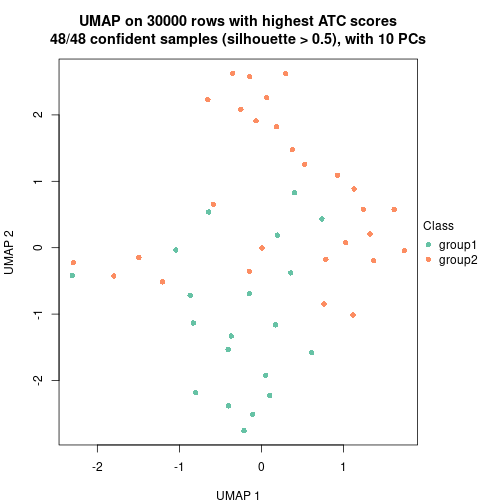 UMAP on 30000 rows with highest ATC scores
48/48 confident samples (silhouette > 0.5), with 10 PCs
2
1
0
-1
-2
UMAP 2
-2
-1
0
1
UMAP 1
Class
group1
group2